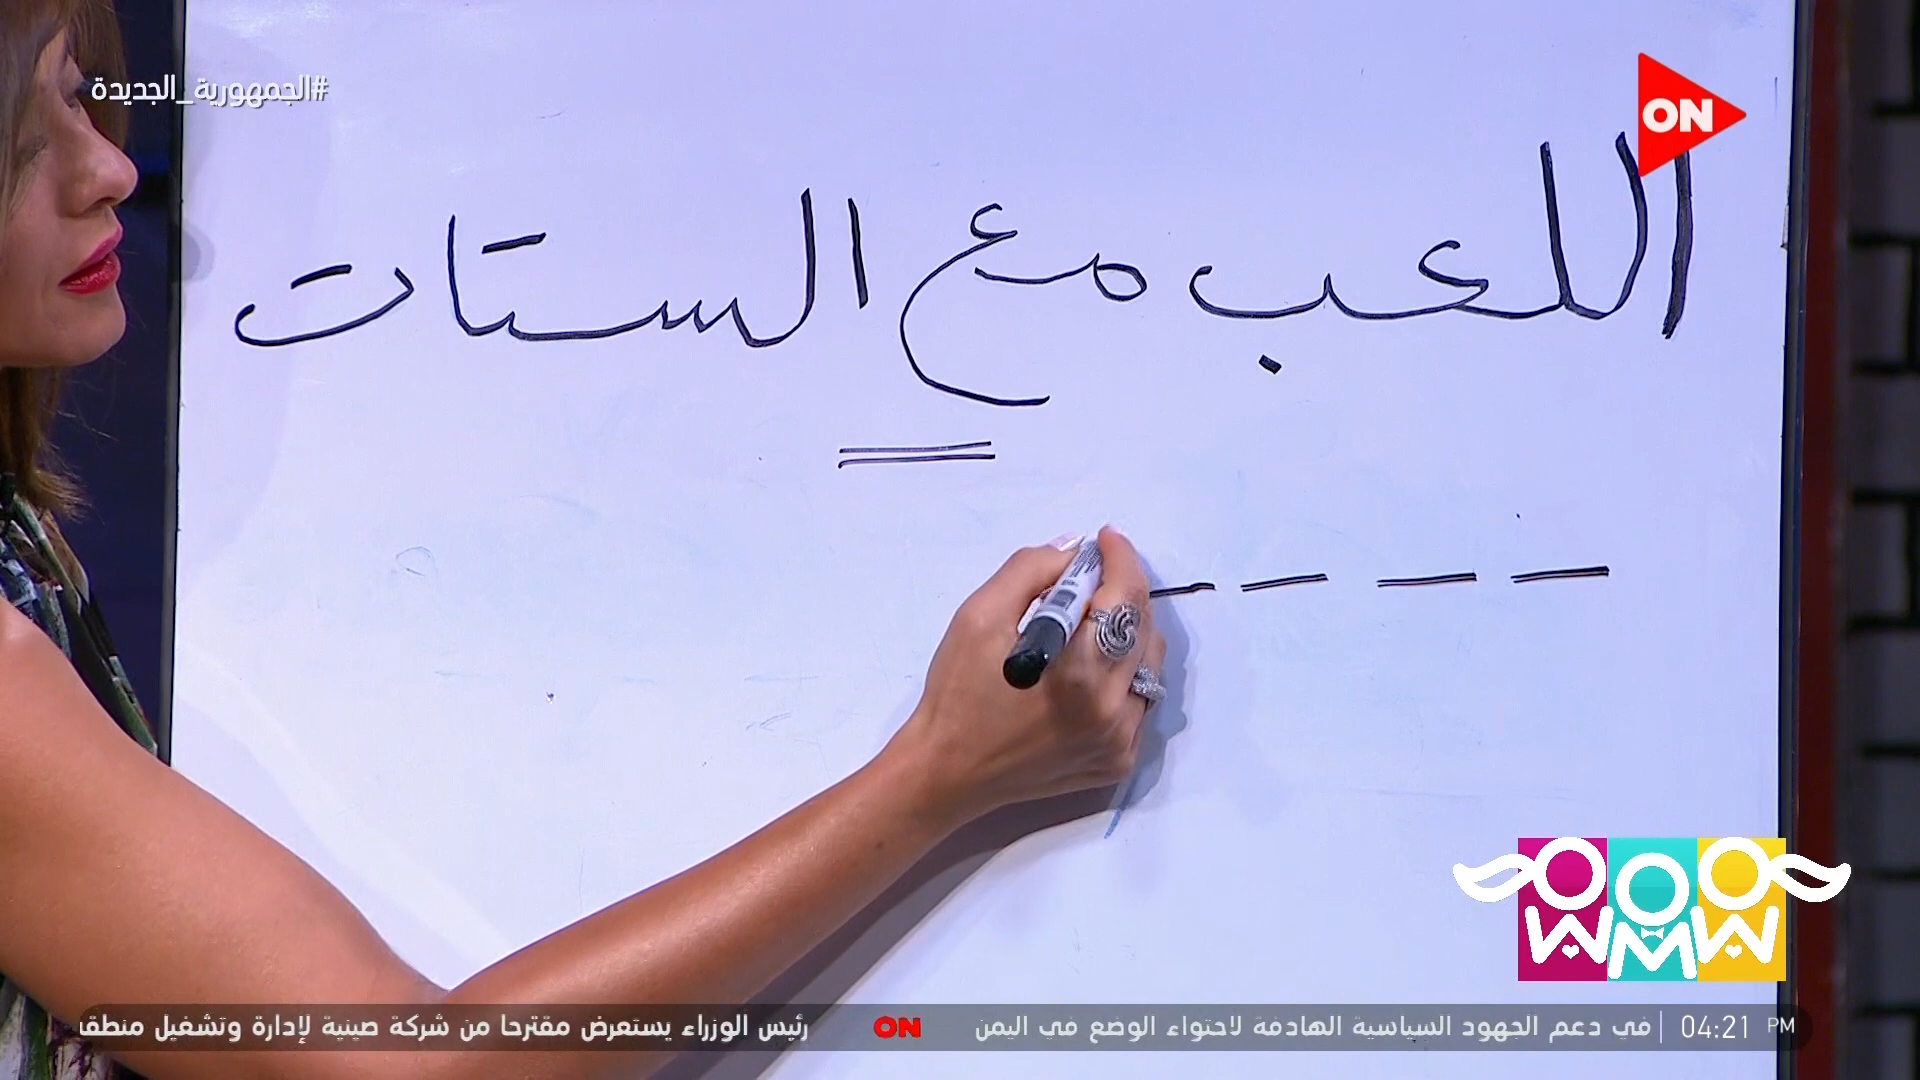 #الجمهورية_الجديدة
ON
اللعب مع الستات
04:21 PM
في دعم الجهود السياسية الهادفة لاحتواء الوضع في اليمن ON رئيس الوزراء يستعرض مقترحا من شركة صينية لإدارة وتشغيل